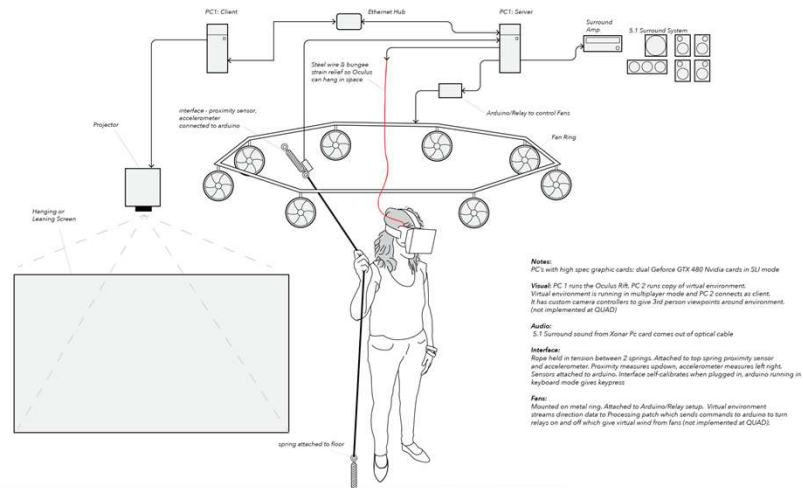 PC1: Client
Ethernet Hub
PC1: Server
Surround
Amp
5.1 Surround System
Steel wire & bungee
strain relief so Oculus
can hang in space
interface - proximity sensor,
accelerometer
connected to arduino
Arduino/Relay to control Fans
Projector
Fan Ring
Hanging or
Leaning Screen
Notes:
PC's with high spec graphic cards: dual Geforce GTX 480 Nvidia cards in SLI mode
Visual: PC 1 runs the Oculus Rift, PC 2 runs copy of virtual environment.
Virtual environment is running in multiplayer mode and PC 2 connects as client.
It has custom camera controllers to give 3rd person viewpoints around environment.
(not implemented at QUAD)
Audio:
5.1 Surround sound from Xonar Pc card comes out of optical cable
Interface:
Rope held in tension between 2 springs. Attached to top spring proximity sensor
and accelerometer. Proximity measures updown, accelerometer measures left right.
Sensors attached to arduino. Interface self-calibrates when plugged in, arduino running in
keyboard mode gives keypress
Fans:
Mounted on metal ring. Attached to Arduino/Relay setup. Virtual environment
streams direction data to Processing patch which sends commands to arduino to turn
relays on and off which give virtual wind from fans (not implemented at QUAD).
spring attached to floor